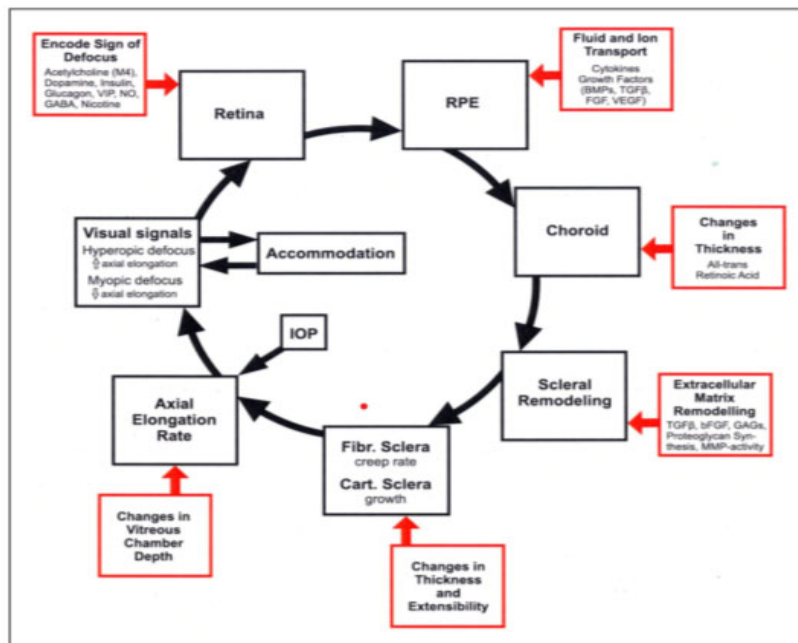 Encode Sign of
Defocus
Acetylcholine (M4),
Dopamine, Insulin,
Glucagon, VIP, NO,
GABA, Nicotine
Retina
RPE
Fluid and Ion
Transport
Cytokines
Growth Factors
(BMPs, TGFβ,
FGF, VEGF)
Choroid
Changes
in
Thickness
All-trans
Retinoic Acid
Visual signals
Hyperopic defocus
⇧ axial elongation
Myopic defocus
⇩ axial elongation
Accommodation
IOP
Axial
Elongation
Rate
Fibr. Sclera
creep rate
Cart. Sclera
growth
Scleral
Remodeling
Extracellular
Matrix
Remodelling
TGFβ, bFGF, GAGs,
Proteoglycan Syn-
thesis, MMP-activity
Changes in
Vitreous
Chamber
Depth
Changes in
Thickness
and
Extensibility